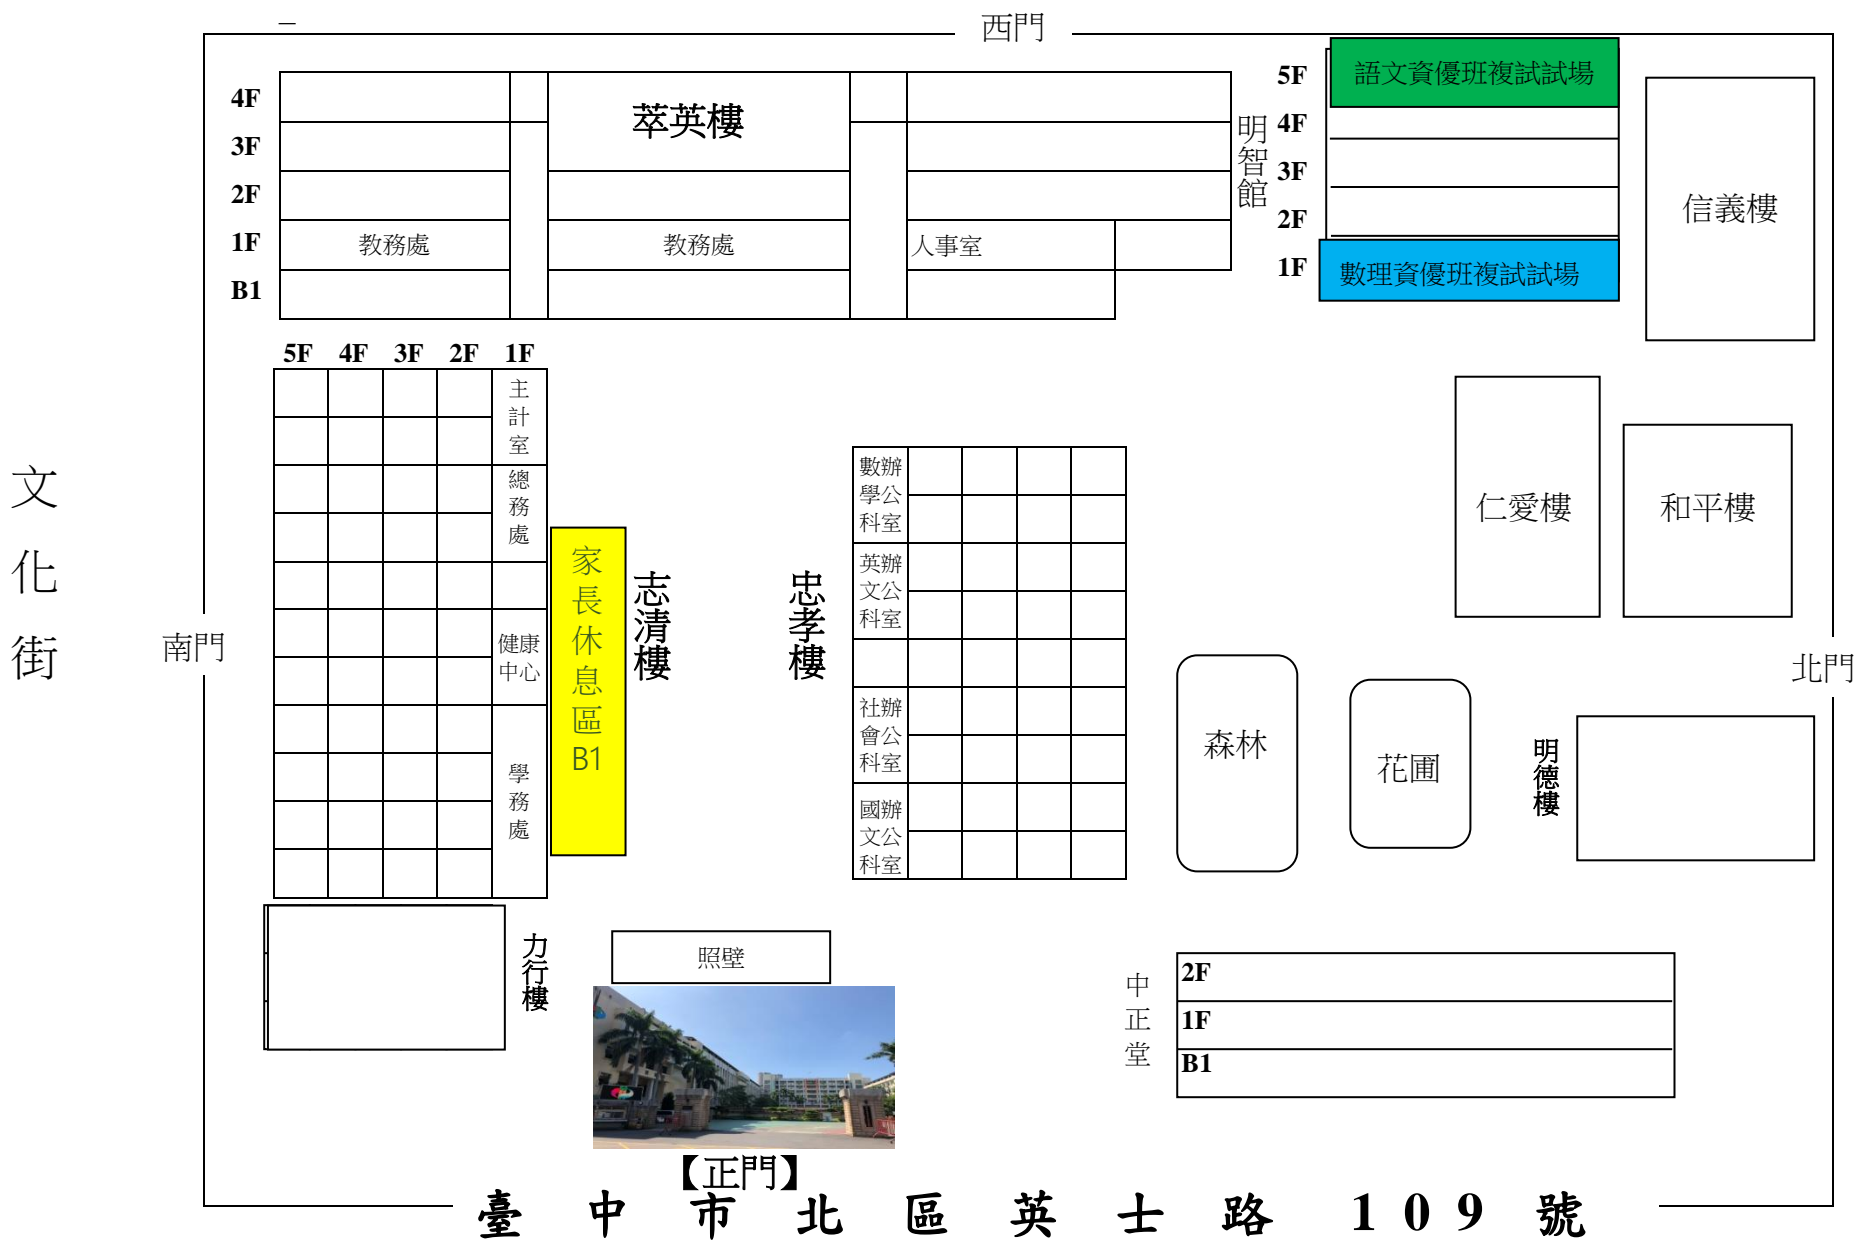 西門
4F
3F
2F
1F
B1
萃英樓
教務處
教務處
人事室
明智館
5F
4F
3F
2F
1F
語文資優班複試試場
數理資優班複試試場
信義樓
5F 4F 3F 2F 1F
主計室
總務處
健康
中心
學務處
家長休息區B1
志清樓
忠孝樓
數學科
辦公室
英文科
辦公室
社會科
辦公室
國文科
辦公室
仁愛樓
和平樓
文化街
南門
北門
森林
花圃
明德樓
力行樓
照壁
中正堂
2F
1F
B1
【正門】
臺中市北區英士路109號